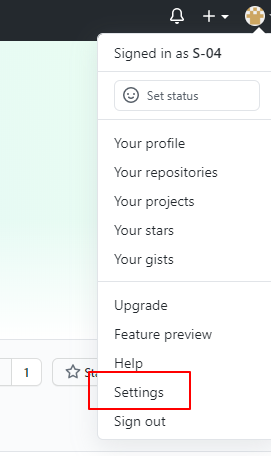 Signed in as S-04
Set status
Your profile
Your repositories
Your projects
Your stars
Your gists
Upgrade
Feature preview
Help
1
Settings
Sign out